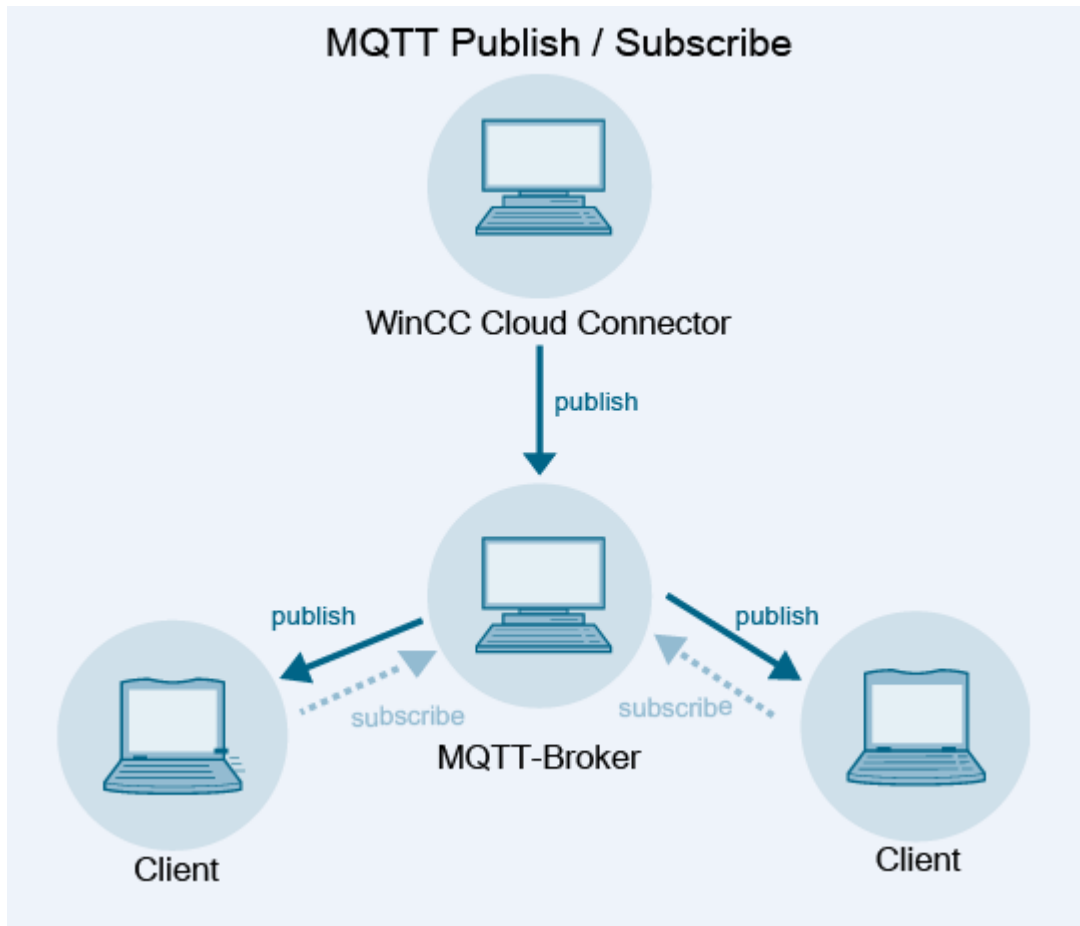 MQTT Publish / Subscribe
WinCC Cloud Connector
publish
publish
publish
subscribe
subscribe
MQTT-Broker
Client
Client